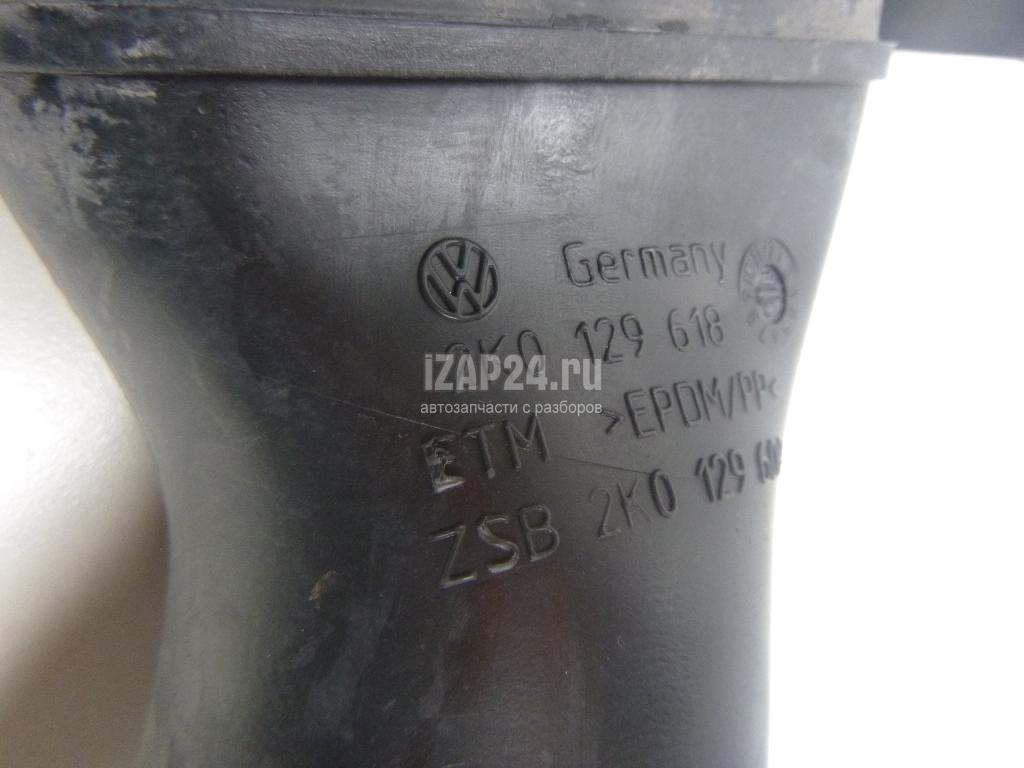 Germany
2K0 129 618
iZAP24.ru
автозапчасти с разборов
ETM >EPDM/PP<
ZSB 2K0 129